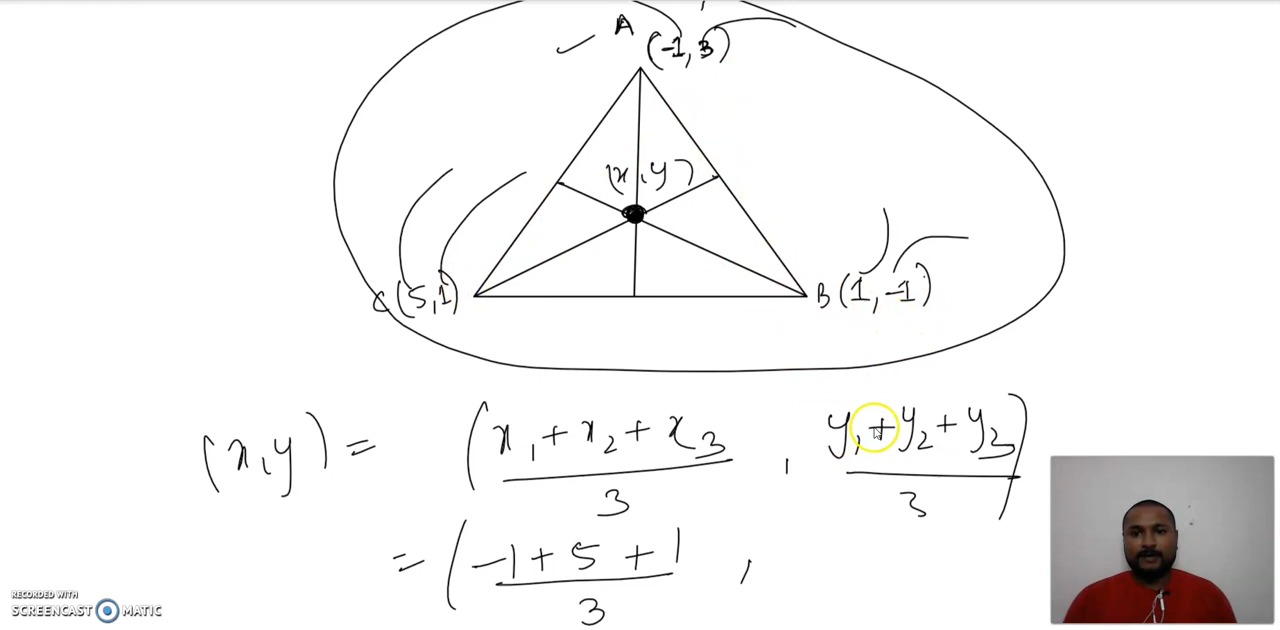 A
(-1, 3)
(x, y)
C (5, 1)
B (1, -1)
(x, y) = (x₁ + x₂ + x₃ / 3 , y₁ + y₂ + y₃ / 3)
= ( -1 + 5 + 1 / 3 ,
RECORDED WITH
SCREENCAST MATIC